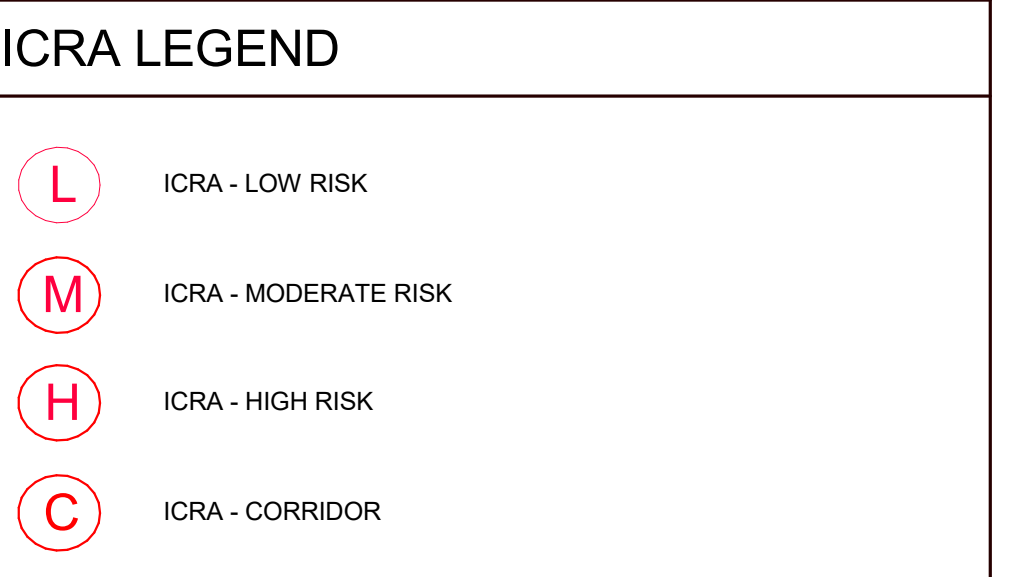 ICRA LEGEND
L ICRA - LOW RISK
M ICRA - MODERATE RISK
H ICRA - HIGH RISK
C ICRA - CORRIDOR